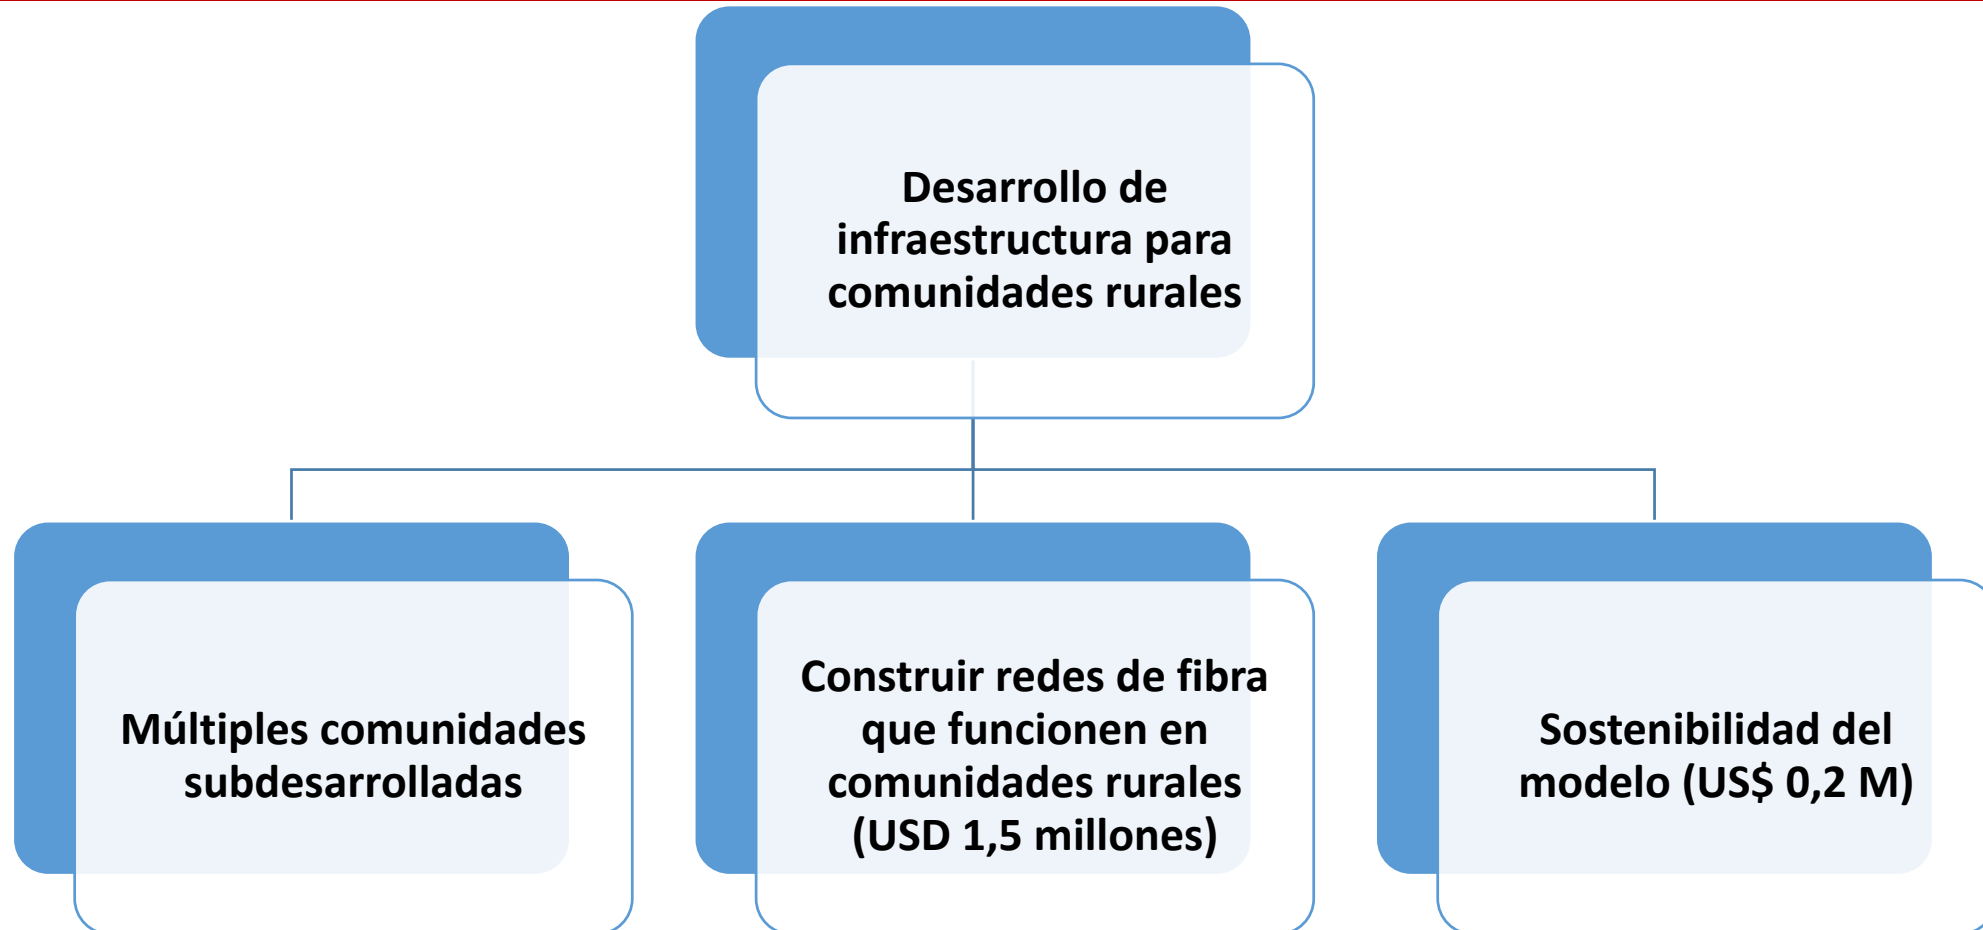 Desarrollo de
infraestructura para
comunidades rurales
Múltiples comunidades
subdesarrolladas
Construir redes de fibra
que funcionen en
comunidades rurales
(USD 1,5 millones)
Sostenibilidad del
modelo (US$ 0,2 M)